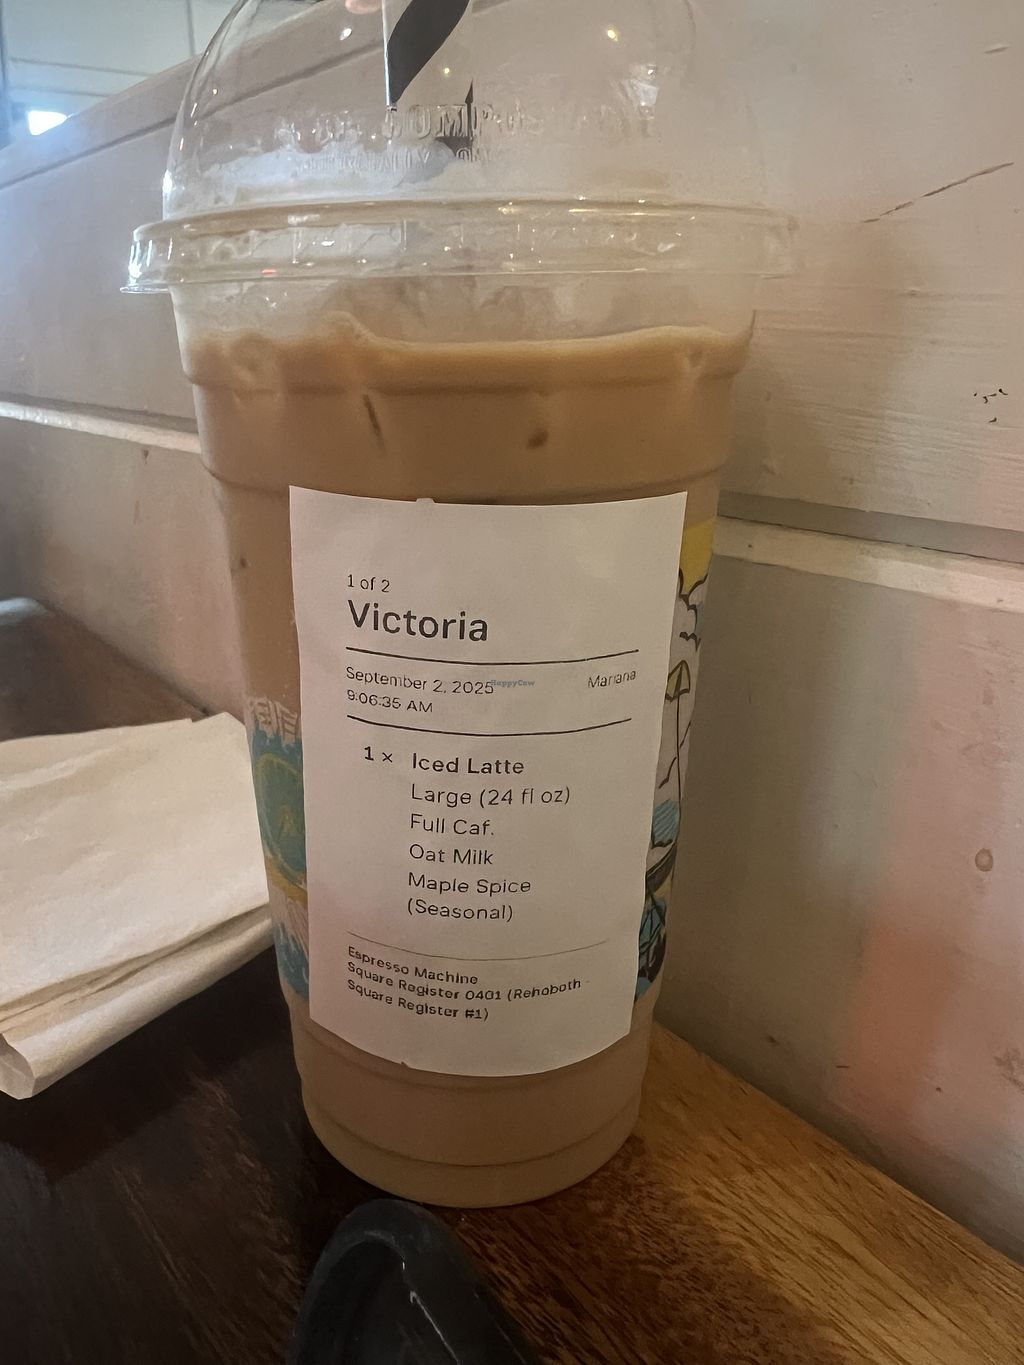 1 of 2
Victoria
September 2, 2025 Mariana
9:06:35 AM
HappyCow
1 × Iced Latte
Large (24 fl oz)
Full Caf.
Oat Milk
Maple Spice
(Seasonal)
Espresso Machine
Square Register 0401 (Rehoboth -
Square Register #1)